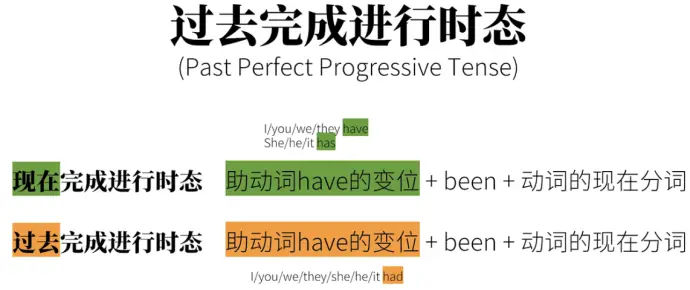 过去完成进行时态
(Past Perfect Progressive Tense)
I/you/we/they have
She/he/it has
现在完成进行时态 助动词have的变位 + been + 动词的现在分词
过去完成进行时态 助动词have的变位 + been + 动词的现在分词
I/you/we/they/she/he/it had